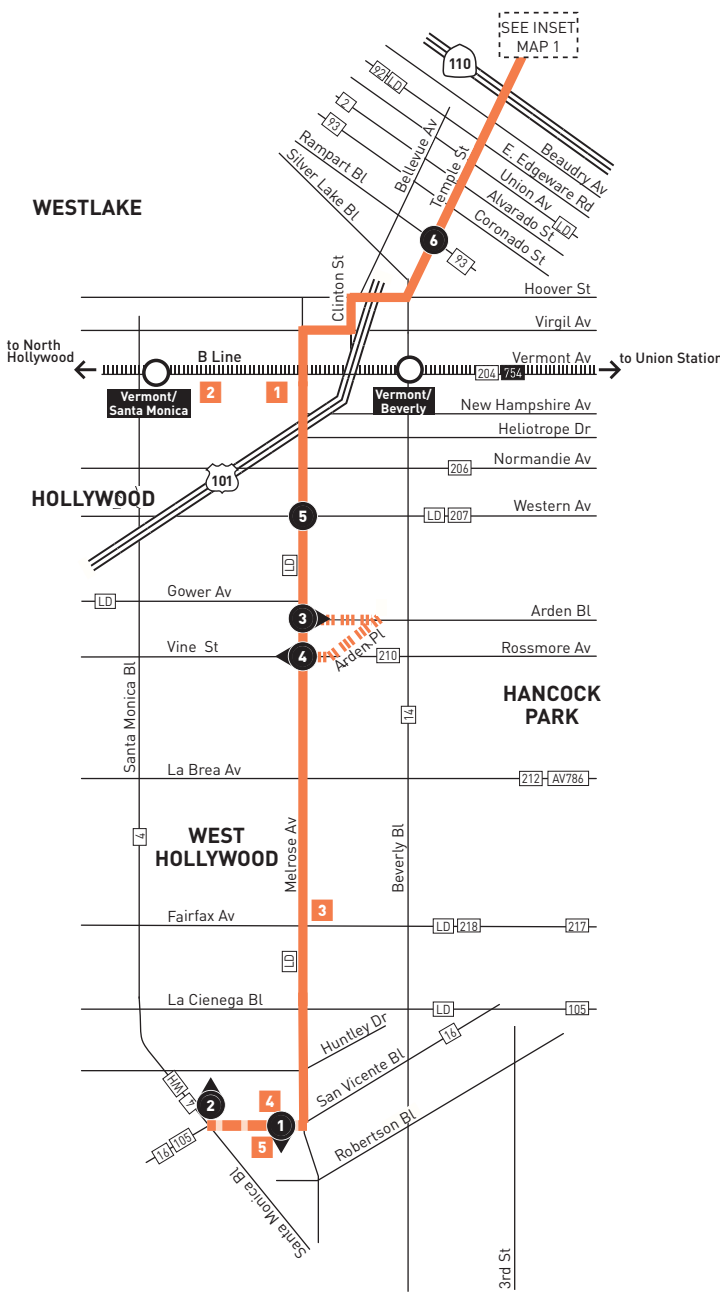 SEE INSET
MAP 1
110
92
LD
2
93
Bellevue Av
Temple St
Beaudry Av
E. Edgeware Rd
Union Av
LD
Alvarado St
Coronado St
Rampart Bl
Silver Lake Bl
WESTLAKE
6
93
Clinton St
Hoover St
Virgil Av
to North
Hollywood
B Line
Vermont Av
to Union Station
204
754
Vermont/
Santa Monica
2
1
Vermont/
Beverly
New Hampshire Av
Heliotrope Dr
Normandie Av
206
101
HOLLYWOOD
5
Western Av
LD
207
LD
Gower Av
LD
3
Arden Bl
Arden Pl
Vine St
4
210
Rossmore Av
Santa Monica Bl
HANCOCK
PARK
14
La Brea Av
212
AV786
4
WEST
HOLLYWOOD
Melrose Av
Beverly Bl
3
Fairfax Av
LD
218
217
LD
La Cienega Bl
LD
105
Huntley Dr
San Vicente Bl
16
WH
4
2
4
1
5
16
105
Robertson Bl
Santa Monica Bl
3rd St